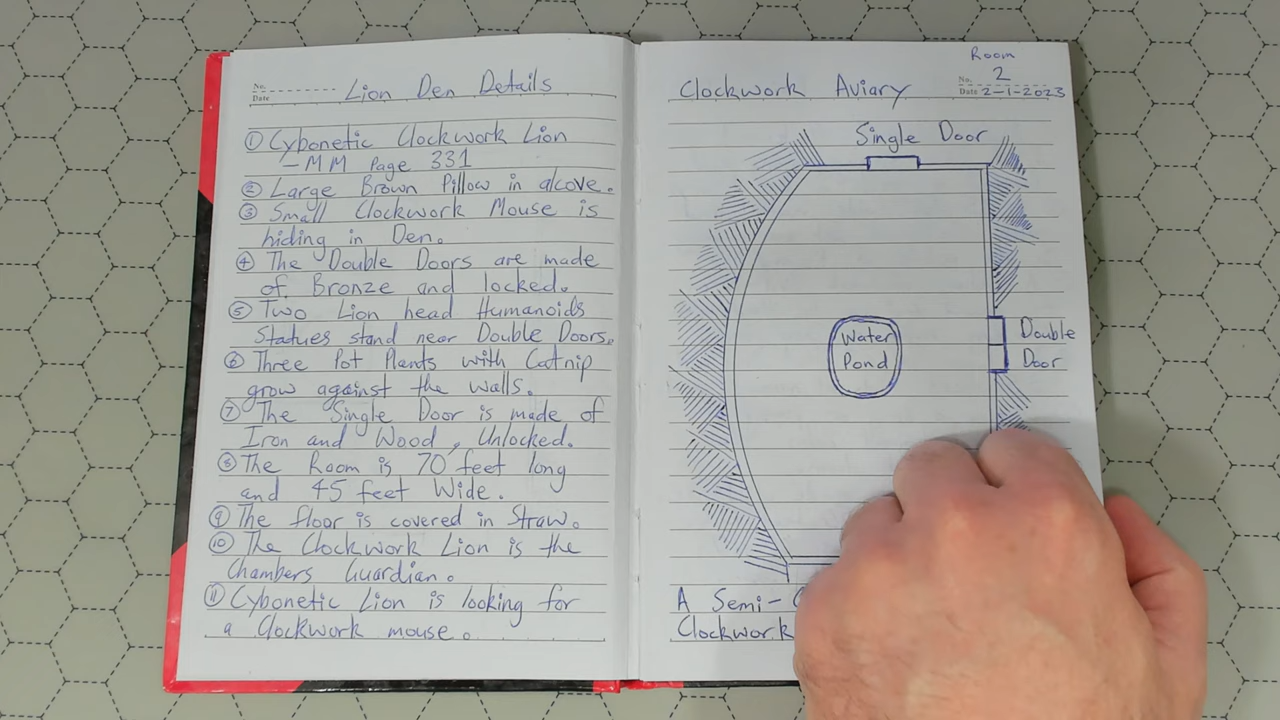 No.
Date
Lion Den Details
① Cybonetic Clockwork Lion
- MM Page 331
② Large Brown Pillow in alcove.
③ Small Clockwork Mouse is
hiding in Den.
④ The Double Doors are made
of Bronze and locked.
⑤ Two Lion head Humanoids
Statues stand near Double Doors.
⑥ Three Pot Plants with Catnip
grow against the walls.
⑦ The Single Door is made of
Iron and Wood, Unlocked.
⑧ The Room is 70 feet long
and 45 feet Wide.
⑨ The floor is covered in Straw.
⑩ The Clockwork Lion is the
Chambers Guardian.
⑪ Cybonetic Lion is looking for
a Clockwork mouse.
Room
Clockwork Aviary
No. 2
Date 2-1-2023
Single Door
Water
Pond
Double
Door
A Semi-
Clockwork